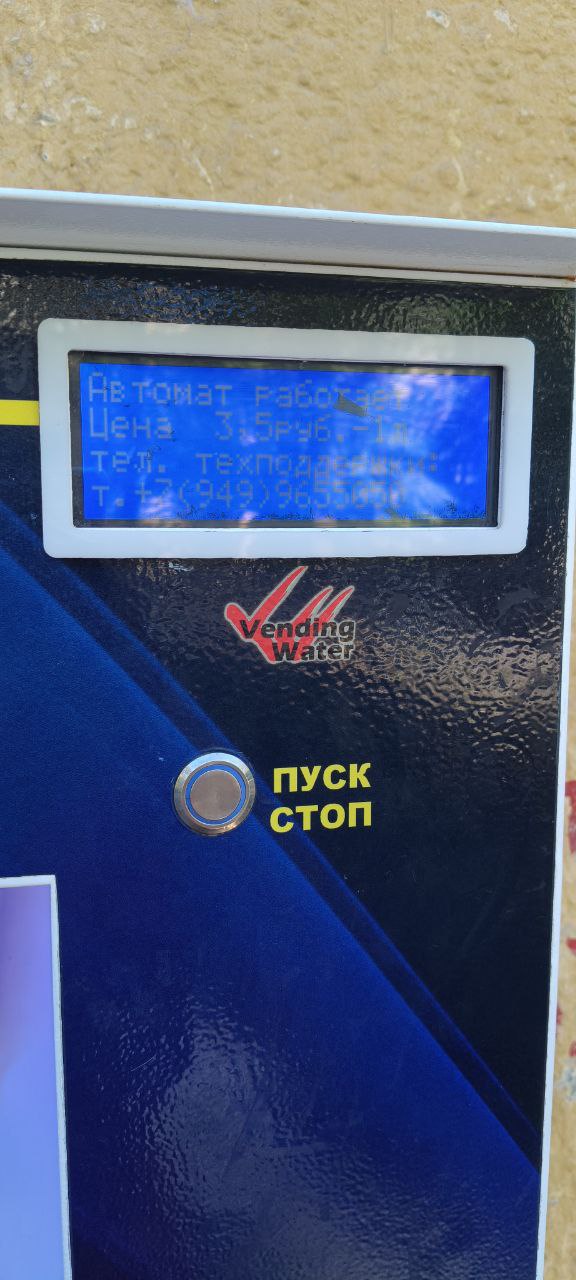 Автомат работает
Цена 3.5руб.-1л
тел. техподдержки:
Vending
Water
ПУСК
СТОП